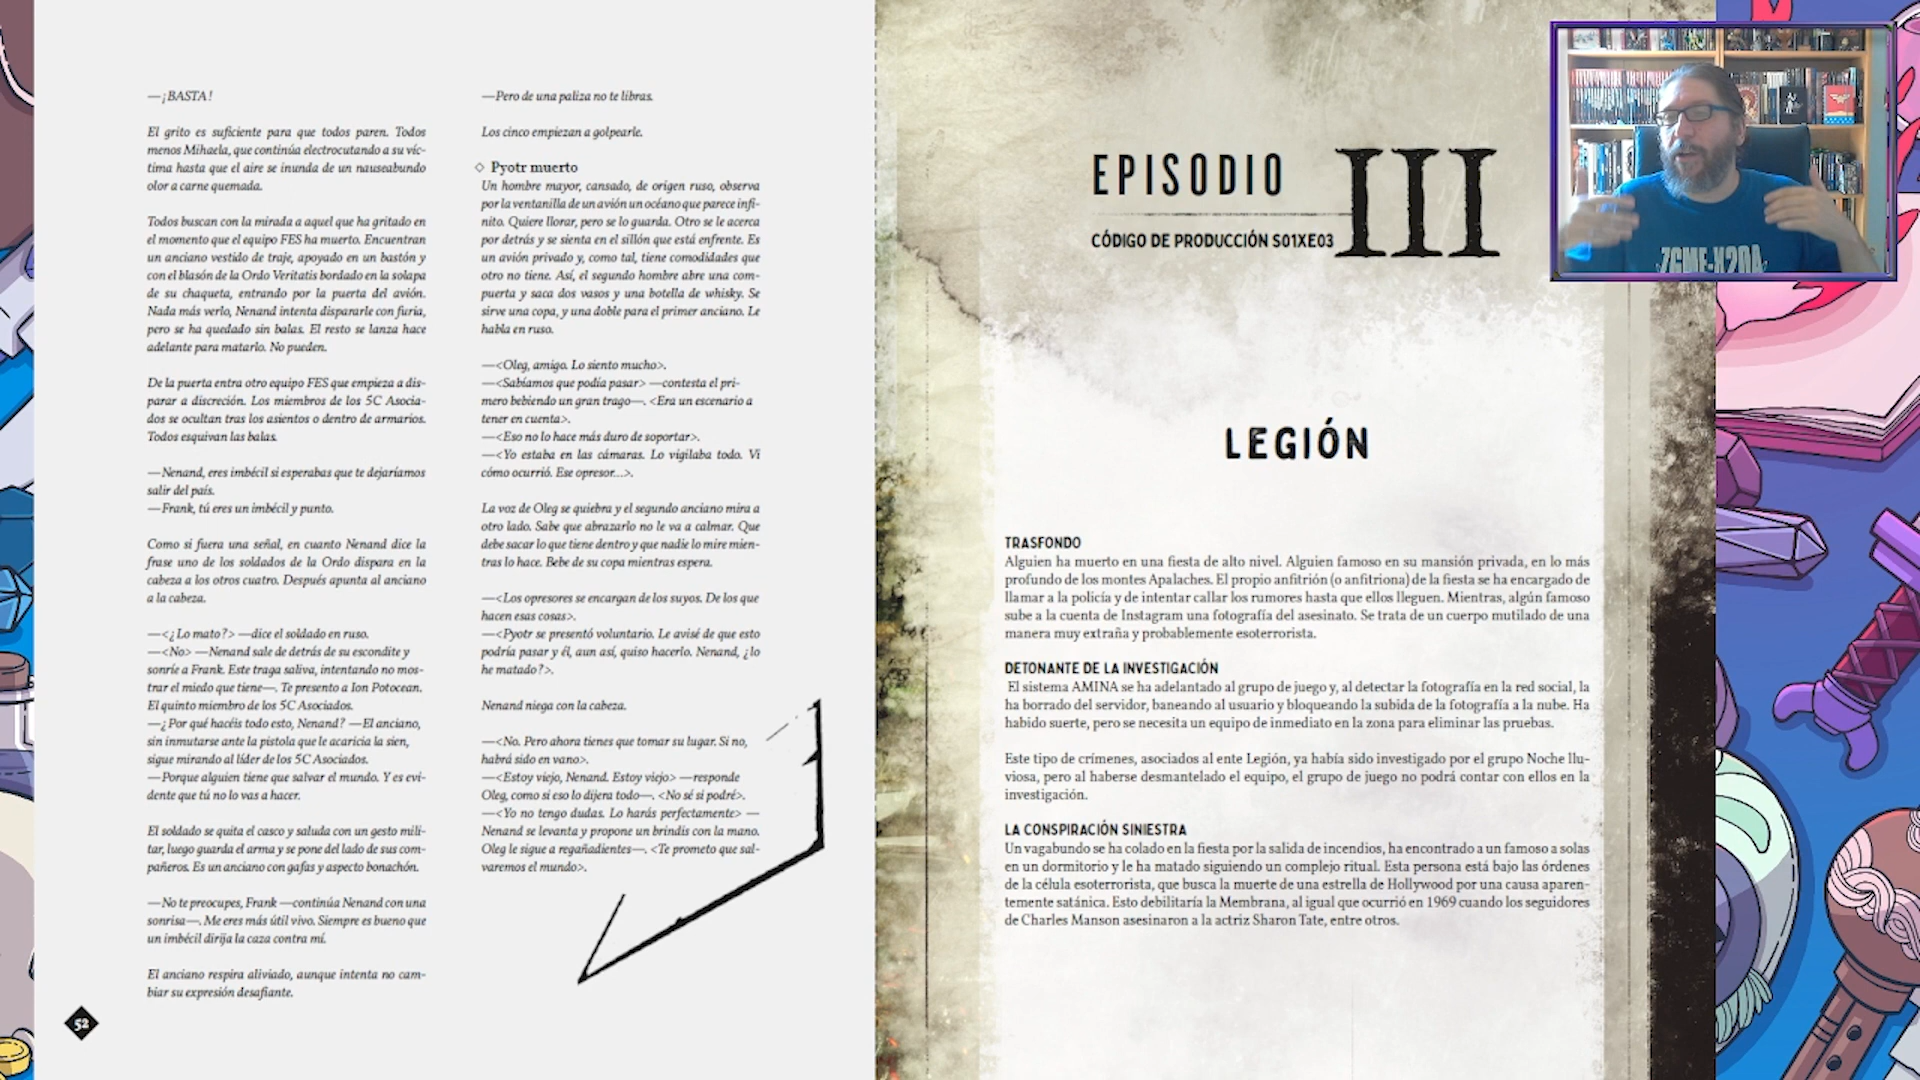 —¡BASTA!
El grito es suficiente para que todos paren. Todos
menos Mihaela, que continúa electrocutando a su víc-
tima hasta que el aire se inunda de un nauseabundo
olor a carne quemada.
Todos buscan con la mirada a aquel que ha gritado en
el momento que el equipo FES ha muerto. Encuentran
un anciano vestido de traje, apoyado en un bastón y
con el blasón de la Ordo Veritatis bordado en la solapa
de su chaqueta, entrando por la puerta del avión.
Nada más verlo, Nenand intenta dispararle con furia,
pero se ha quedado sin balas. El resto se lanza hace
adelante para matarlo. No pueden.
De la puerta entra otro equipo FES que empieza a dis-
parar a discreción. Los miembros de los 5C Asocia-
dos se ocultan tras los asientos o dentro de armarios.
Todos esquivan las balas.
—Nenand, eres imbécil si esperabas que te dejaríamos
salir del país.
—Frank, tú eres un imbécil y punto.
Como si fuera una señal, en cuanto Nenand dice la
frase uno de los soldados de la Ordo dispara en la
cabeza a los otros cuatro. Después apunta al anciano
a la cabeza.
—<¿Lo mato?> —dice el soldado en ruso.
—<No> —Nenand sale de detrás de su escondite y
sonríe a Frank. Este traga saliva, intentando no mos-
trar el miedo que tiene—. Te presento a Ion Potocean.
El quinto miembro de los 5C Asociados.
—¿Por qué hacéis todo esto, Nenand? —El anciano,
sin inmutarse ante la pistola que le acaricia la sien,
sigue mirando al líder de los 5C Asociados.
—Porque alguien tiene que salvar el mundo. Y es evi-
dente que tú no lo vas a hacer.
El soldado se quita el casco y saluda con un gesto mili-
tar, luego guarda el arma y se pone del lado de sus com-
pañeros. Es un anciano con gafas y aspecto bonachón.
—No te preocupes, Frank —continúa Nenand con una
sonrisa—. Me eres más útil vivo. Siempre es bueno que
un imbécil dirija la caza contra mí.
El anciano respira aliviado, aunque intenta no cam-
biar su expresión desafiante.
52
—Pero de una paliza no te libras.
Los cinco empiezan a golpearle.
◇ Pyotr muerto
Un hombre mayor, cansado, de origen ruso, observa
por la ventanilla de un avión un océano que parece infi-
nito. Quiere llorar, pero se lo guarda. Otro se le acerca
por detrás y se sienta en el sillón que está enfrente. Es
un avión privado y, como tal, tiene comodidades que
otro no tiene. Así, el segundo hombre abre una com-
puerta y saca dos vasos y una botella de whisky. Se
sirve una copa, y una doble para el primer anciano. Le
habla en ruso.
—<Oleg, amigo. Lo siento mucho>.
—<Sabíamos que podía pasar> —contesta el pri-
mero bebiendo un gran trago—. <Era un escenario a
tener en cuenta>.
—<Eso no lo hace más duro de soportar>.
—<Yo estaba en las cámaras. Lo vigilaba todo. Vi
cómo ocurrió. Ese opresor...>.
La voz de Oleg se quiebra y el segundo anciano mira a
otro lado. Sabe que abrazarlo no le va a calmar. Que
debe sacar lo que tiene dentro y que nadie lo mire mien-
tras lo hace. Bebe de su copa mientras espera.
—<Los opresores se encargan de los suyos. De los que
hacen esas cosas>.
—<Pyotr se presentó voluntario. Le avisé de que esto
podría pasar y él, aun así, quiso hacerlo. Nenand, ¿lo
he matado?>.
Nenand niega con la cabeza.
—<No. Pero ahora tienes que tomar su lugar. Si no,
habrá sido en vano>.
—<Estoy viejo, Nenand. Estoy viejo> —responde
Oleg, como si eso lo dijera todo—. <No sé si podré>.
—<Yo no tengo dudas. Lo harás perfectamente> —
Nenand se levanta y propone un brindis con la mano.
Oleg le sigue a regañadientes—. <Te prometo que sal-
varemos el mundo>.
EPISODIO III
CÓDIGO DE PRODUCCIÓN S01XE03
LEGIÓN
TRASFONDO
Alguien ha muerto en una fiesta de alto nivel. Alguien famoso en su mansión privada, en lo más
profundo de los montes Apalaches. El propio anfitrión (o anfitriona) de la fiesta se ha encargado de
llamar a la policía y de intentar callar los rumores hasta que ellos lleguen. Mientras, algún famoso
sube a la cuenta de Instagram una fotografía del asesinato. Se trata de un cuerpo mutilado de una
manera muy extraña y probablemente esoterrorista.
DETONANTE DE LA INVESTIGACIÓN
El sistema AMINA se ha adelantado al grupo de juego y, al detectar la fotografía en la red social, la
ha borrado del servidor, baneando al usuario y bloqueando la subida de la fotografía a la nube. Ha
habido suerte, pero se necesita un equipo de inmediato en la zona para eliminar las pruebas.
Este tipo de crímenes, asociados al ente Legión, ya había sido investigado por el grupo Noche llu-
viosa, pero al haberse desmantelado el equipo, el grupo de juego no podrá contar con ellos en la
investigación.
LA CONSPIRACIÓN SINIESTRA
Un vagabundo se ha colado en la fiesta por la salida de incendios, ha encontrado a un famoso a solas
en un dormitorio y le ha matado siguiendo un complejo ritual. Esta persona está bajo las órdenes
de la célula esoterrorista, que busca la muerte de una estrella de Hollywood por una causa aparen-
temente satánica. Esto debilitaría la Membrana, al igual que ocurrió en 1969 cuando los seguidores
de Charles Manson asesinaron a la actriz Sharon Tate, entre otros.